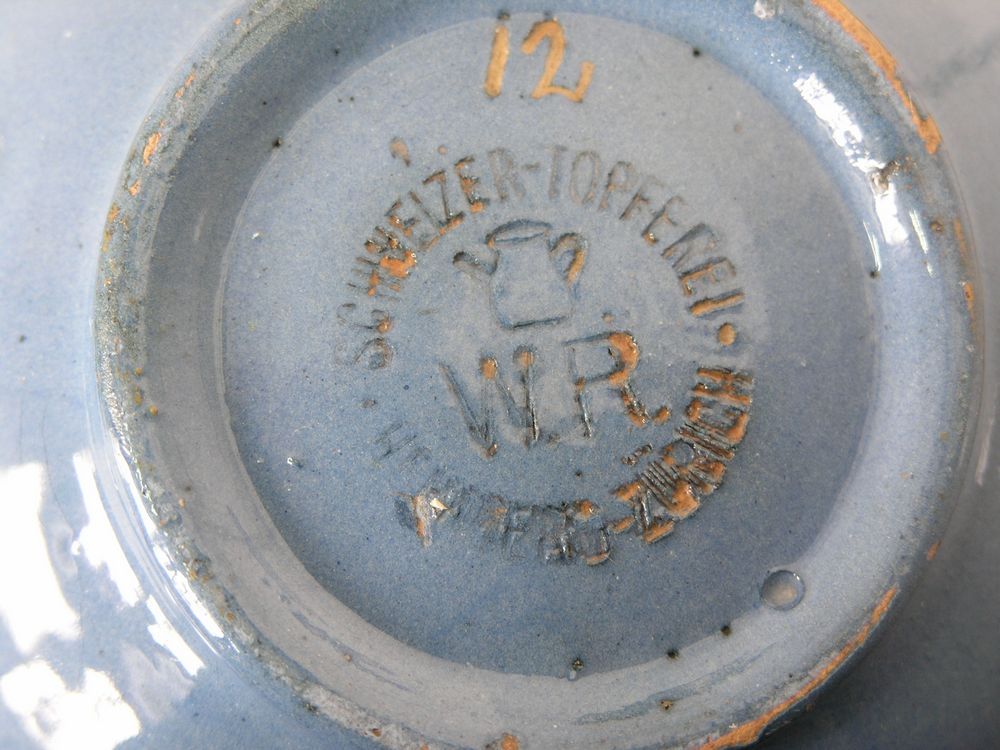 12
SCHWEIZER-TOPFEREI
W.R.
ZÜRICH